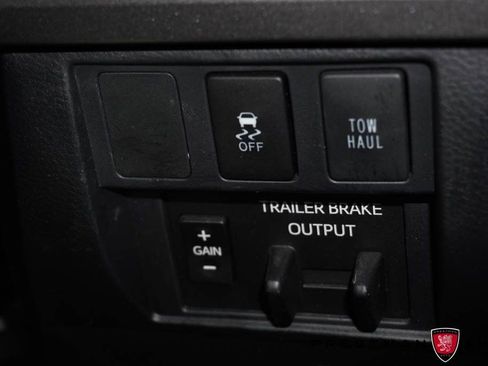 OFF
TOW
HAUL
TRAILER BRAKE
OUTPUT
+
GAIN
-